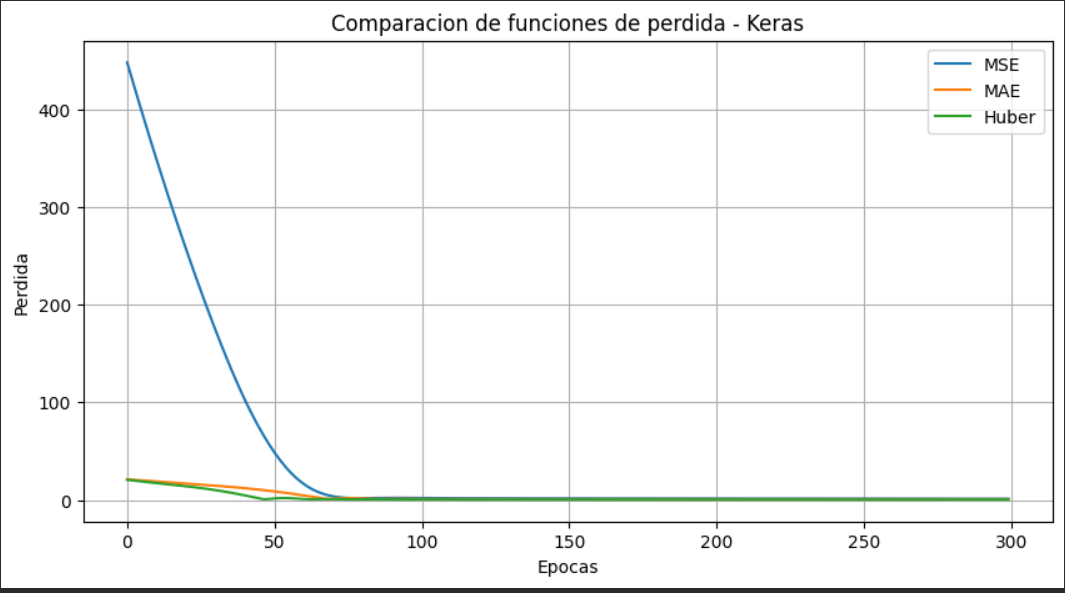 Comparacion de funciones de perdida - Keras
MSE
MAE
Huber
400
300
200
100
0
Perdida
0 50 100 150 200 250 300
Epocas